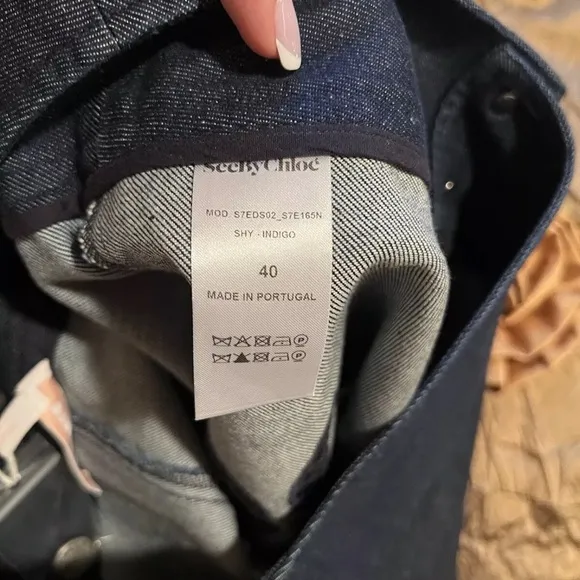 SeeByChloé
MOD. S7EDS02_S7E165N
SHY - INDIGO
40
MADE IN PORTUGAL
P
P